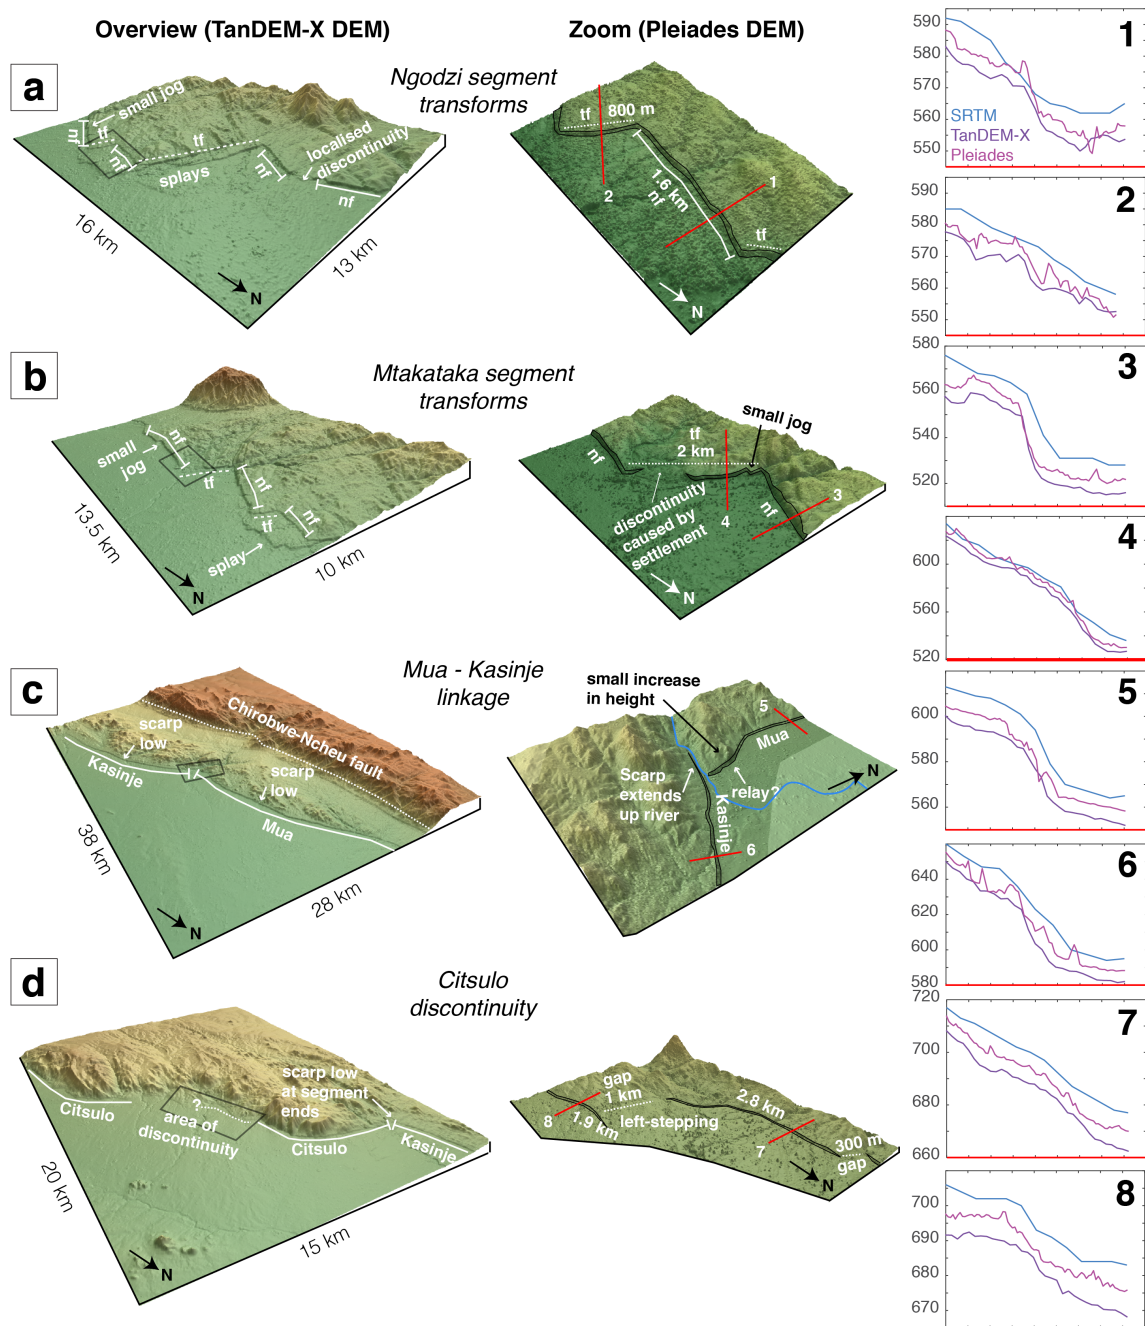 Overview (TanDEM-X DEM)
Zoom (Pleiades DEM)
a
Ngodzi segment
transforms
small jog
nf
tf
nf
tf
splays
nf
localised
discontinuity
nf
16 km
13 km
N
tf
800 m
1.6 km
nf
1
2
tf
N
b
Mtakataka segment
transforms
small
jog
nf
tf
nf
tf
nf
splay
13.5 km
10 km
N
small jog
tf
2 km
nf
nf
3
4
discontinuity
caused by
settlement
N
c
Mua - Kasinje
linkage
Chirobwe-Ncheu fault
scarp
low
Kasinje
scarp
low
Mua
38 km
28 km
N
small increase
in height
5
Mua
Scarp
extends
up river
relay?
Kasinje
6
N
d
Citsulo
discontinuity
scarp low
at segment
ends
Citsulo
?
area of
discontinuity
Citsulo
Kasinje
20 km
15 km
N
gap
1 km
8
1.9 km
left-stepping
2.8 km
7
300 m
gap
N
1
590
580
570
560
550
SRTM
TanDEM-X
Pleiades
2
590
580
570
560
550
3
580
560
540
520
4
600
560
520
5
600
580
560
6
640
620
600
580
7
720
700
680
660
8
700
690
680
670